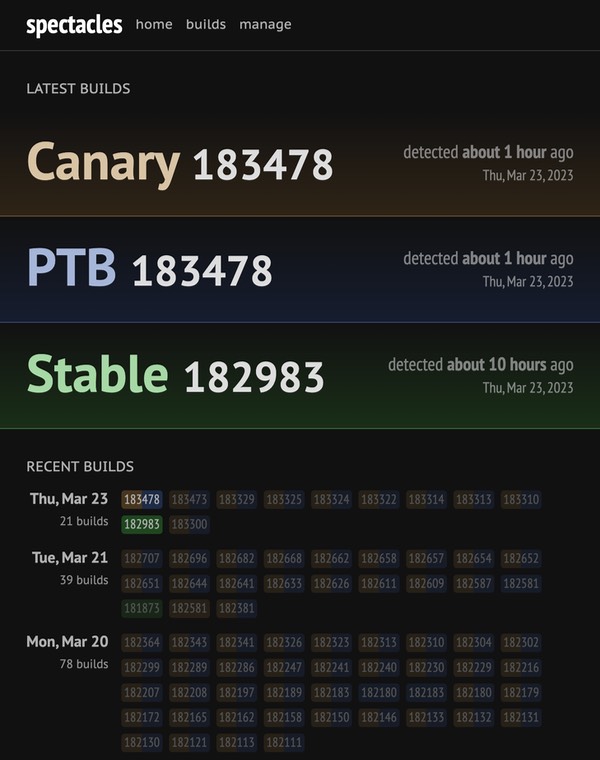 spectacles home builds manage
LATEST BUILDS
Canary 183478
detected about 1 hour ago
Thu, Mar 23, 2023
PTB 183478
detected about 1 hour ago
Thu, Mar 23, 2023
Stable 182983
detected about 10 hours ago
Thu, Mar 23, 2023
RECENT BUILDS
Thu, Mar 23 183478 183473 183329 183325 183324 183322 183314 183313 183310
21 builds 182983 183300
Tue, Mar 21 182707 182696 182682 182668 182662 182658 182657 182654 182652
39 builds 182651 182644 182641 182633 182626 182611 182609 182587 182581
181873 182581 182381
Mon, Mar 20 182364 182343 182341 182326 182323 182313 182310 182304 182302
78 builds 182299 182289 182286 182247 182241 182240 182230 182229 182216
182207 182208 182197 182189 182183 182180 182183 182180 182179
182172 182165 182162 182158 182150 182146 182133 182132 182131
182130 182121 182113 182111